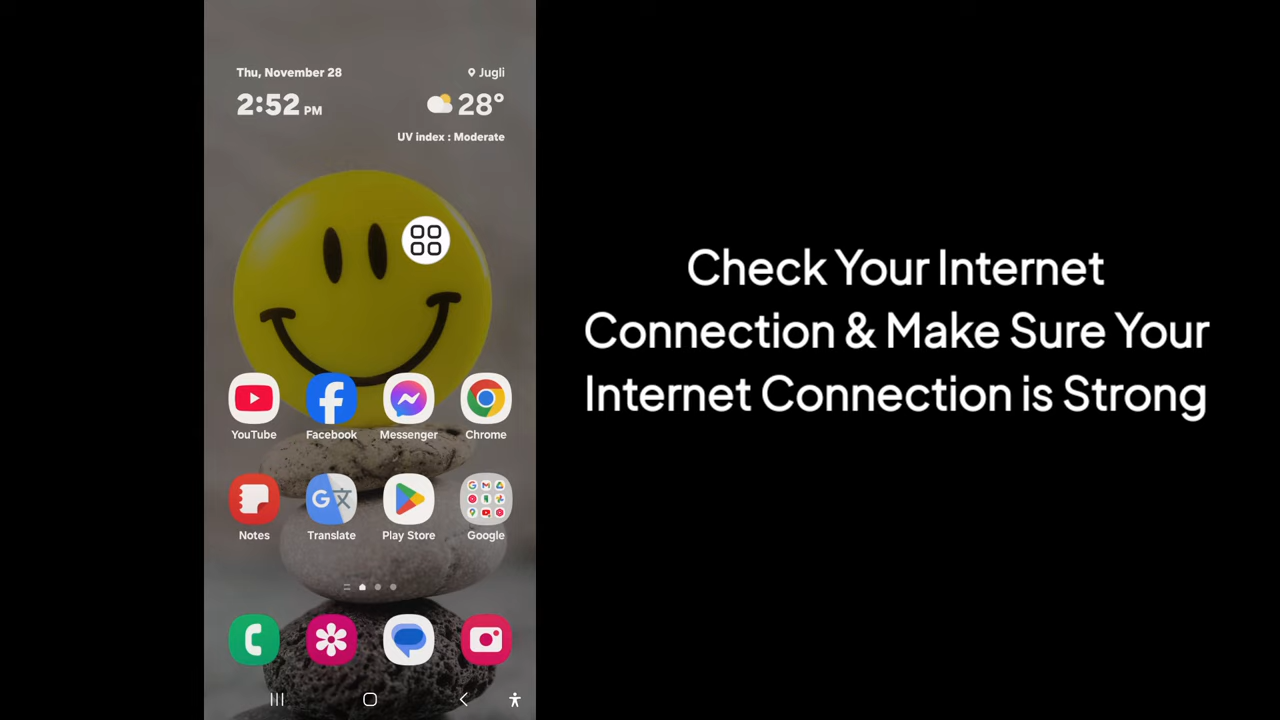 Thu, November 28
Jugli
2:52 PM
28°
UV index : Moderate
Check Your Internet
Connection & Make Sure Your
Internet Connection is Strong
YouTube
Facebook
Messenger
Chrome
Notes
Translate
Play Store
Google